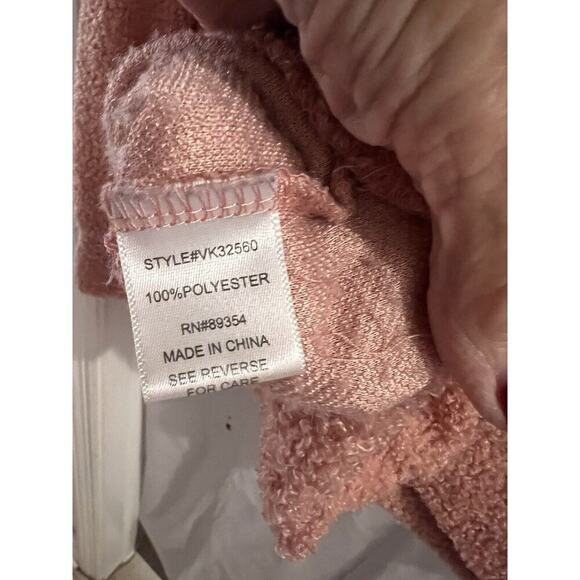 STYLE#VK32560
100%POLYESTER
RN#89354
MADE IN CHINA
SEE REVERSE
FOR CARE